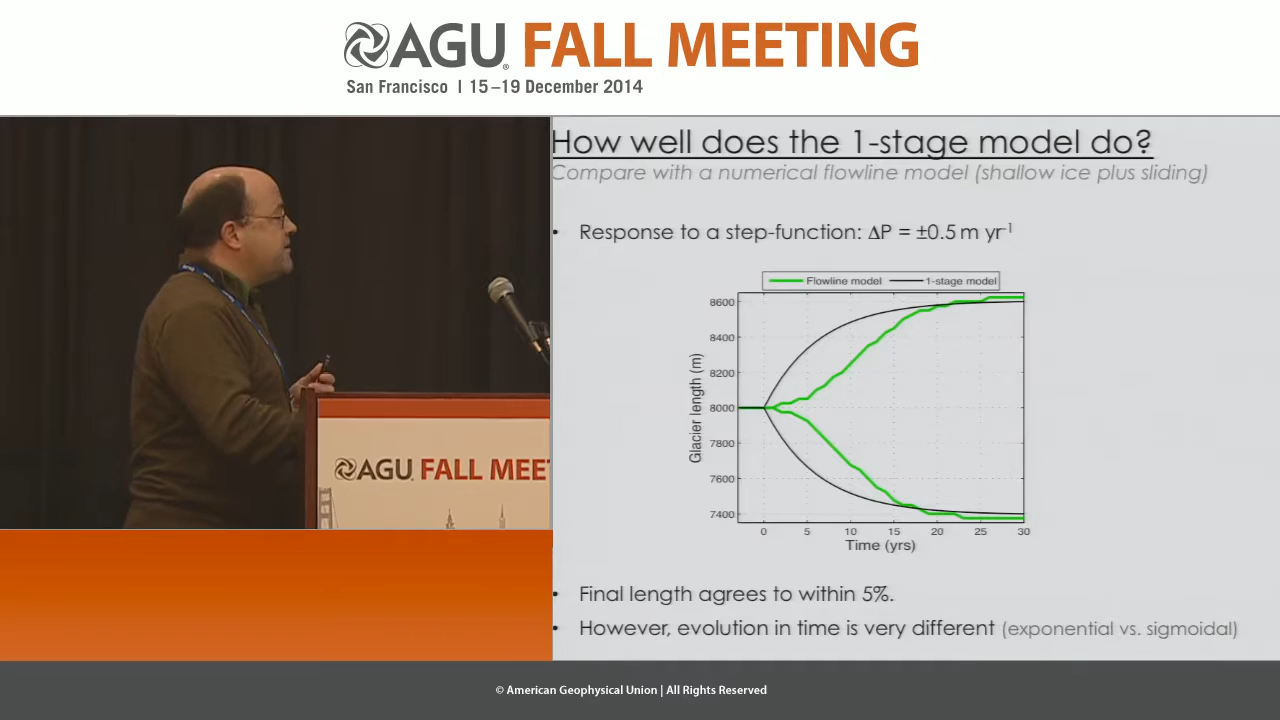 AGU FALL MEETING
San Francisco | 15–19 December 2014
How well does the 1-stage model do?
Compare with a numerical flowline model (shallow ice plus sliding)
• Response to a step-function: ΔP = ±0.5 m yr⁻¹
Flowline model 1-stage model
8600
8400
8200
8000
7800
7600
7400
Glacier length (m)
0 5 10 15 20 25 30
Time (yrs)
AGU FALL MEET
• Final length agrees to within 5%.
• However, evolution in time is very different (exponential vs. sigmoidal)
© American Geophysical Union | All Rights Reserved